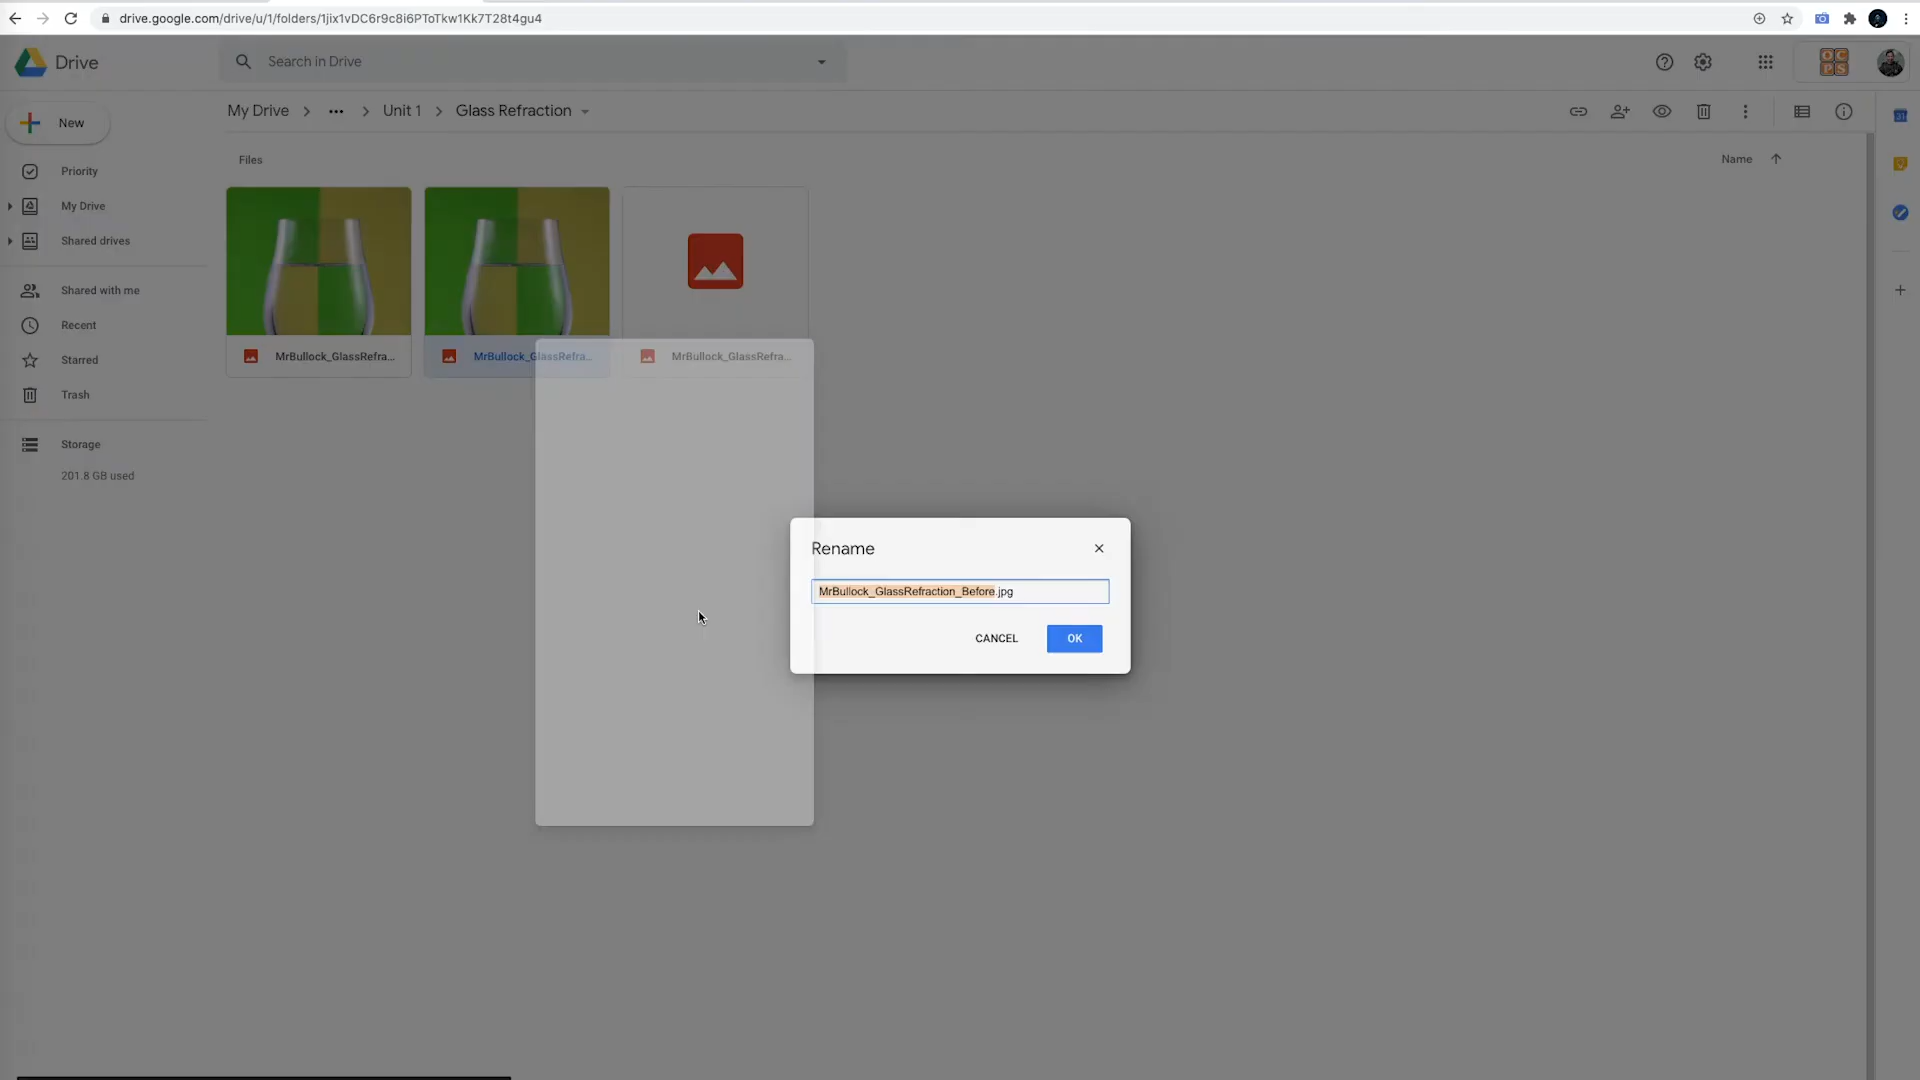 drive.google.com/drive/u/1/folders/1jix1vDC6r9c8i6PToTkw1Kk7T28t4gu4
Drive
Search in Drive
OC
PS
My Drive
Unit 1
Glass Refraction
New
Files
Name
Priority
My Drive
Shared drives
Shared with me
Recent
Starred
Trash
Storage
201.8 GB used
MrBullock_GlassRefra...
MrBullock_GlassRefra...
MrBullock_GlassRefra...
Rename
MrBullock_GlassRefraction_Before.jpg
CANCEL
OK